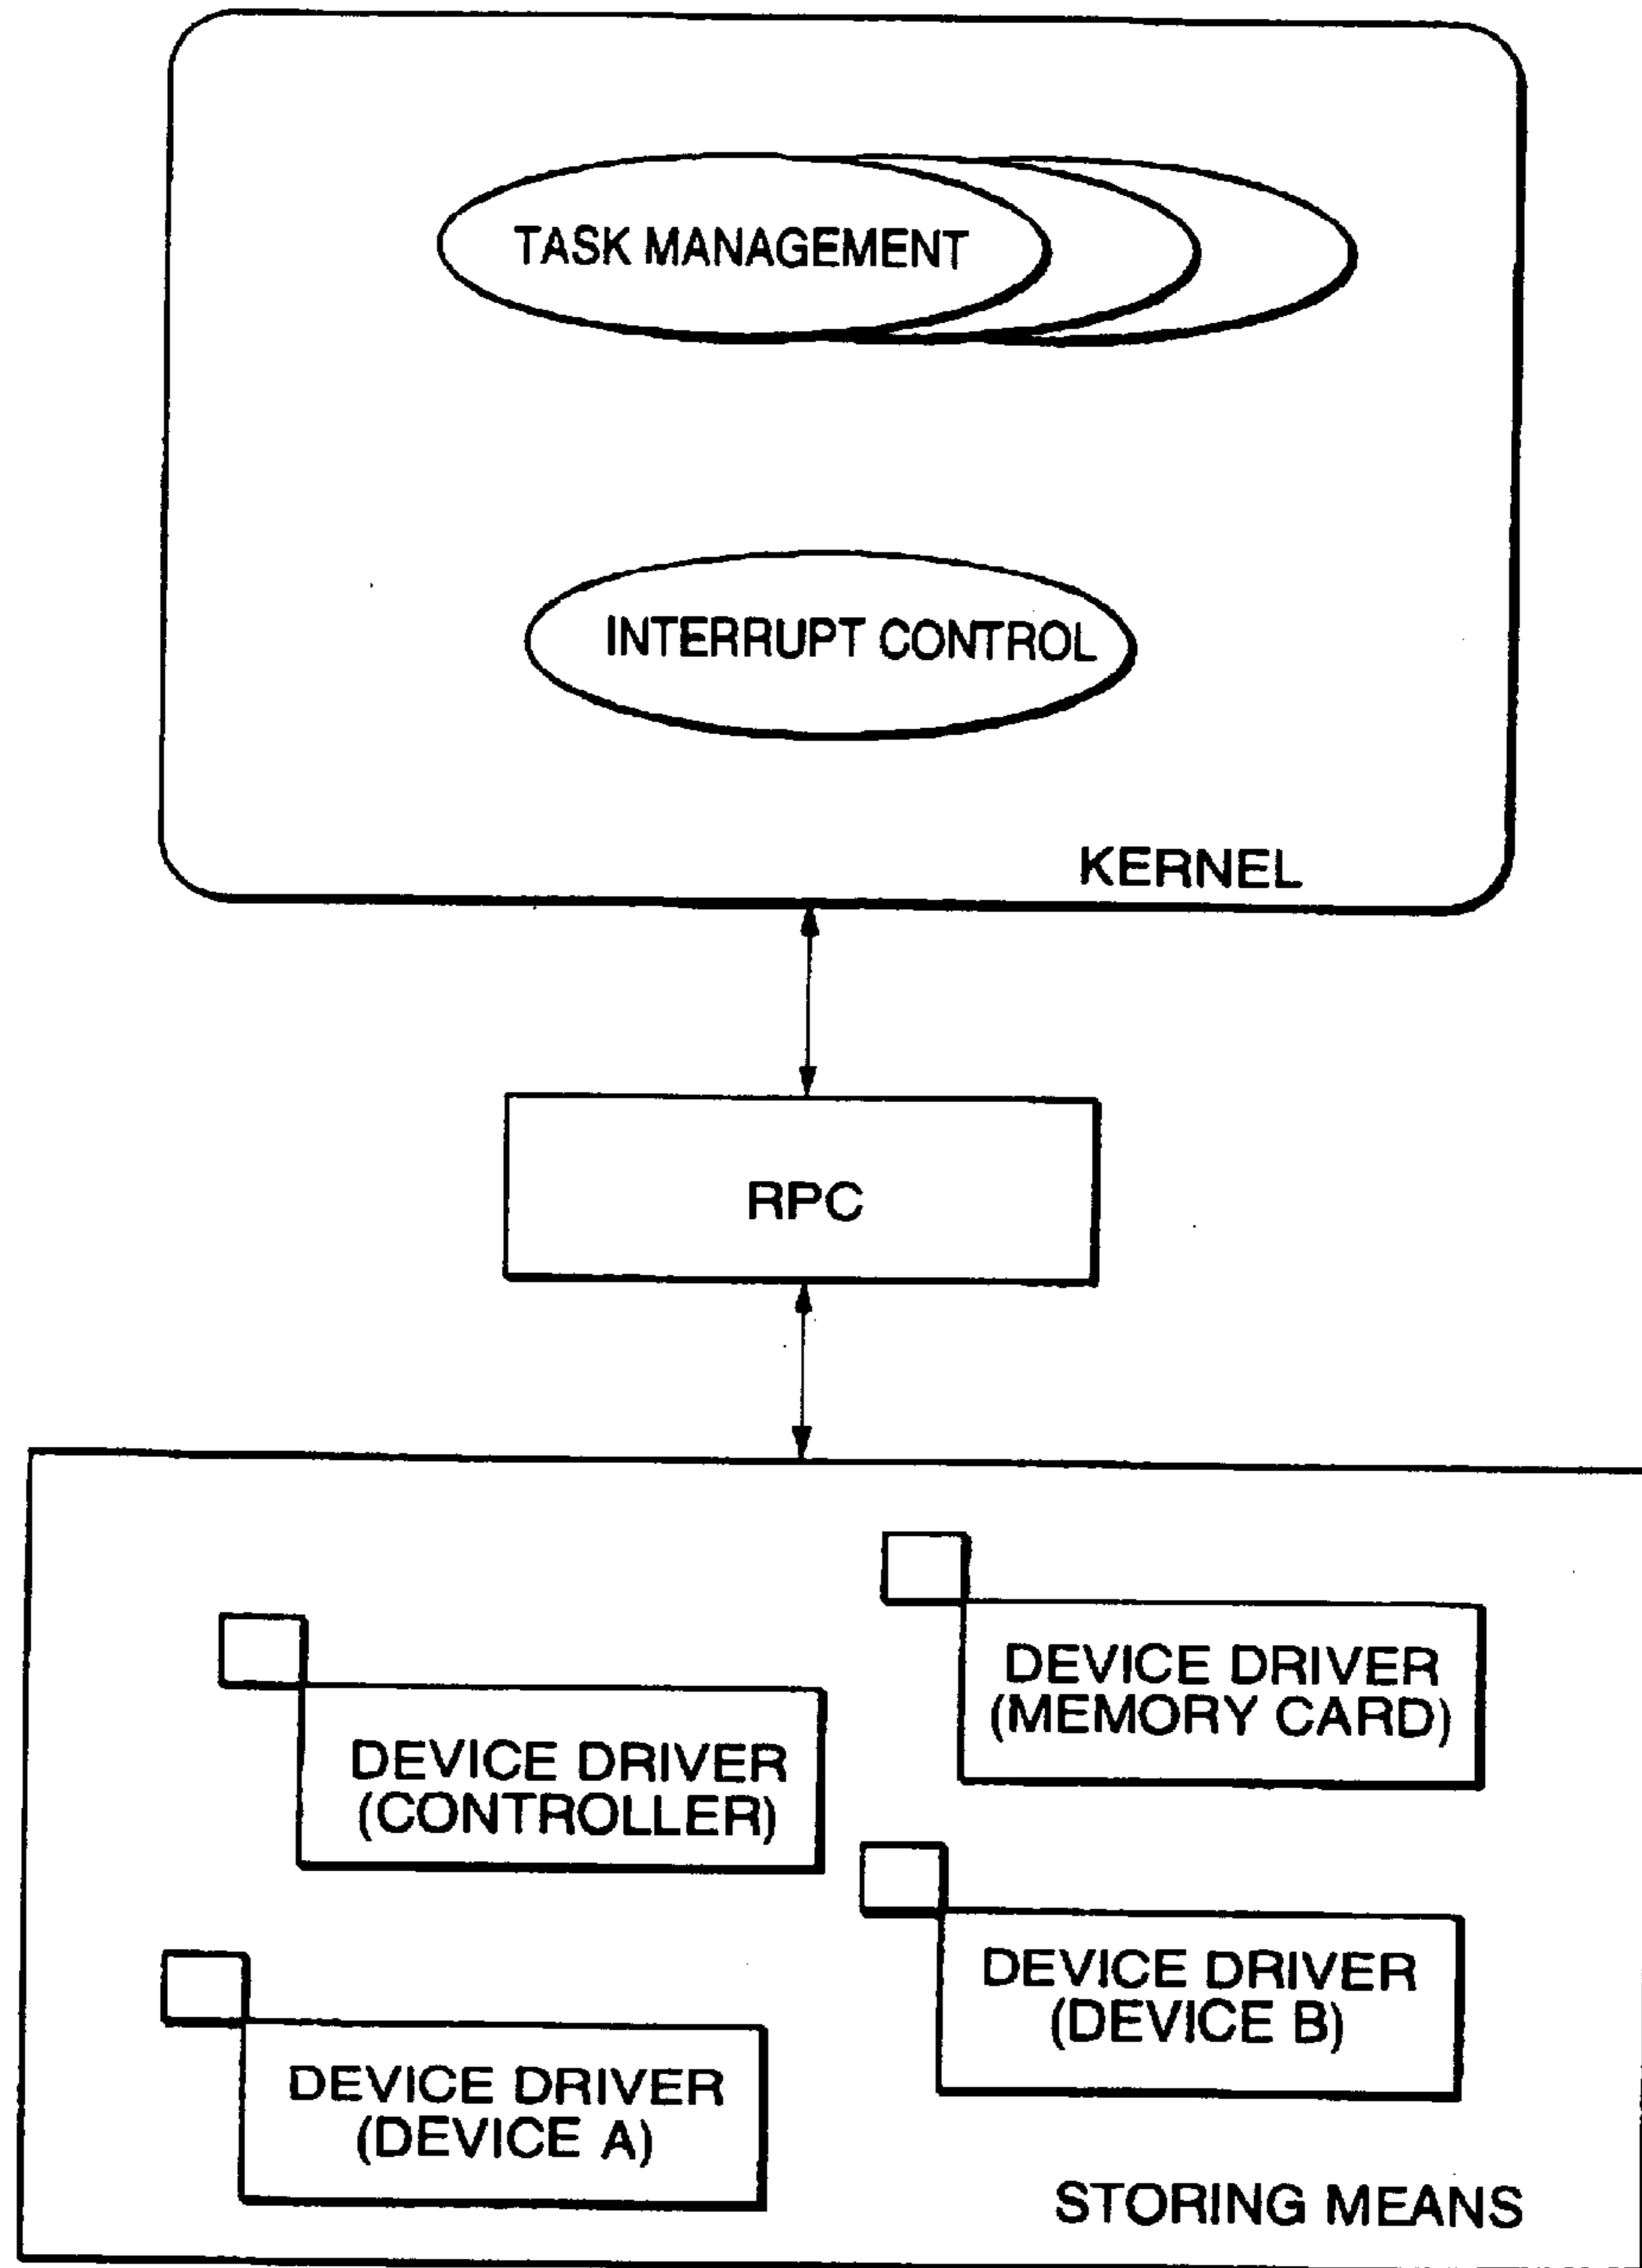 TASK MANAGEMENT
INTERRUPT CONTROL
KERNEL
RPC
DEVICE DRIVER
(MEMORY CARD)
DEVICE DRIVER
(CONTROLLER)
DEVICE DRIVER
(DEVICE B)
DEVICE DRIVER
(DEVICE A)
STORING MEANS